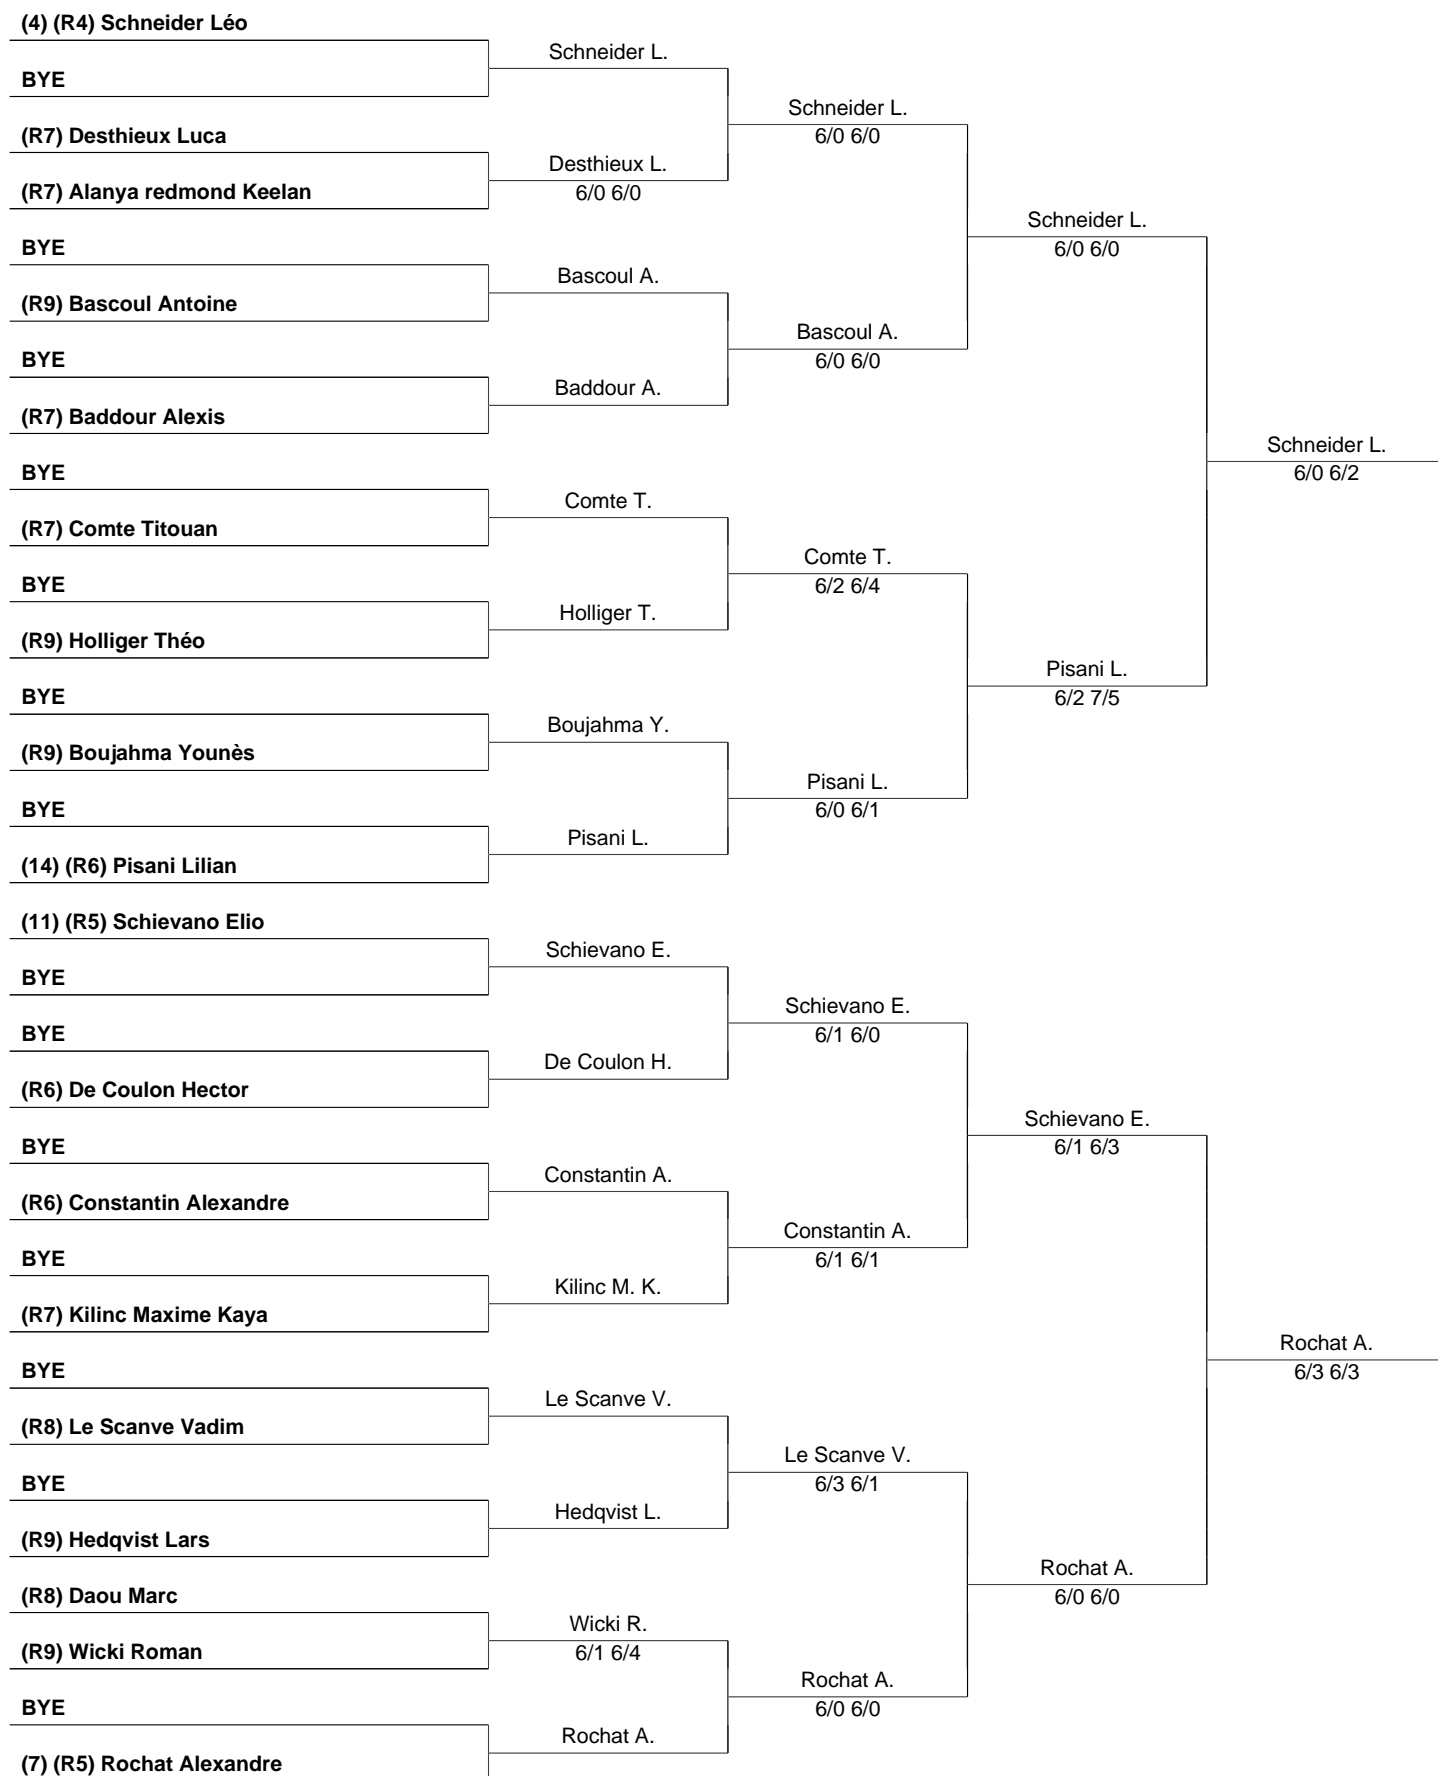 (4) (R4) Schneider Léo
Schneider L.
BYE
Schneider L.
6/0 6/0
(R7) Desthieux Luca
Desthieux L.
6/0 6/0
(R7) Alanya redmond Keelan
Schneider L.
6/0 6/0
BYE
Bascoul A.
(R9) Bascoul Antoine
Bascoul A.
6/0 6/0
BYE
Baddour A.
(R7) Baddour Alexis
Schneider L.
6/0 6/2
BYE
Comte T.
(R7) Comte Titouan
Comte T.
6/2 6/4
BYE
Holliger T.
(R9) Holliger Théo
Pisani L.
6/2 7/5
BYE
Boujahma Y.
(R9) Boujahma Younès
Pisani L.
6/0 6/1
BYE
Pisani L.
(14) (R6) Pisani Lilian
(11) (R5) Schievano Elio
Schievano E.
BYE
Schievano E.
6/1 6/0
BYE
De Coulon H.
(R6) De Coulon Hector
Schievano E.
6/1 6/3
BYE
Constantin A.
(R6) Constantin Alexandre
Constantin A.
6/1 6/1
BYE
Kilinc M. K.
(R7) Kilinc Maxime Kaya
Rochat A.
6/3 6/3
BYE
Le Scanve V.
(R8) Le Scanve Vadim
Le Scanve V.
6/3 6/1
BYE
Hedqvist L.
(R9) Hedqvist Lars
Rochat A.
6/0 6/0
(R8) Daou Marc
Wicki R.
6/1 6/4
(R9) Wicki Roman
Rochat A.
6/0 6/0
BYE
Rochat A.
(7) (R5) Rochat Alexandre